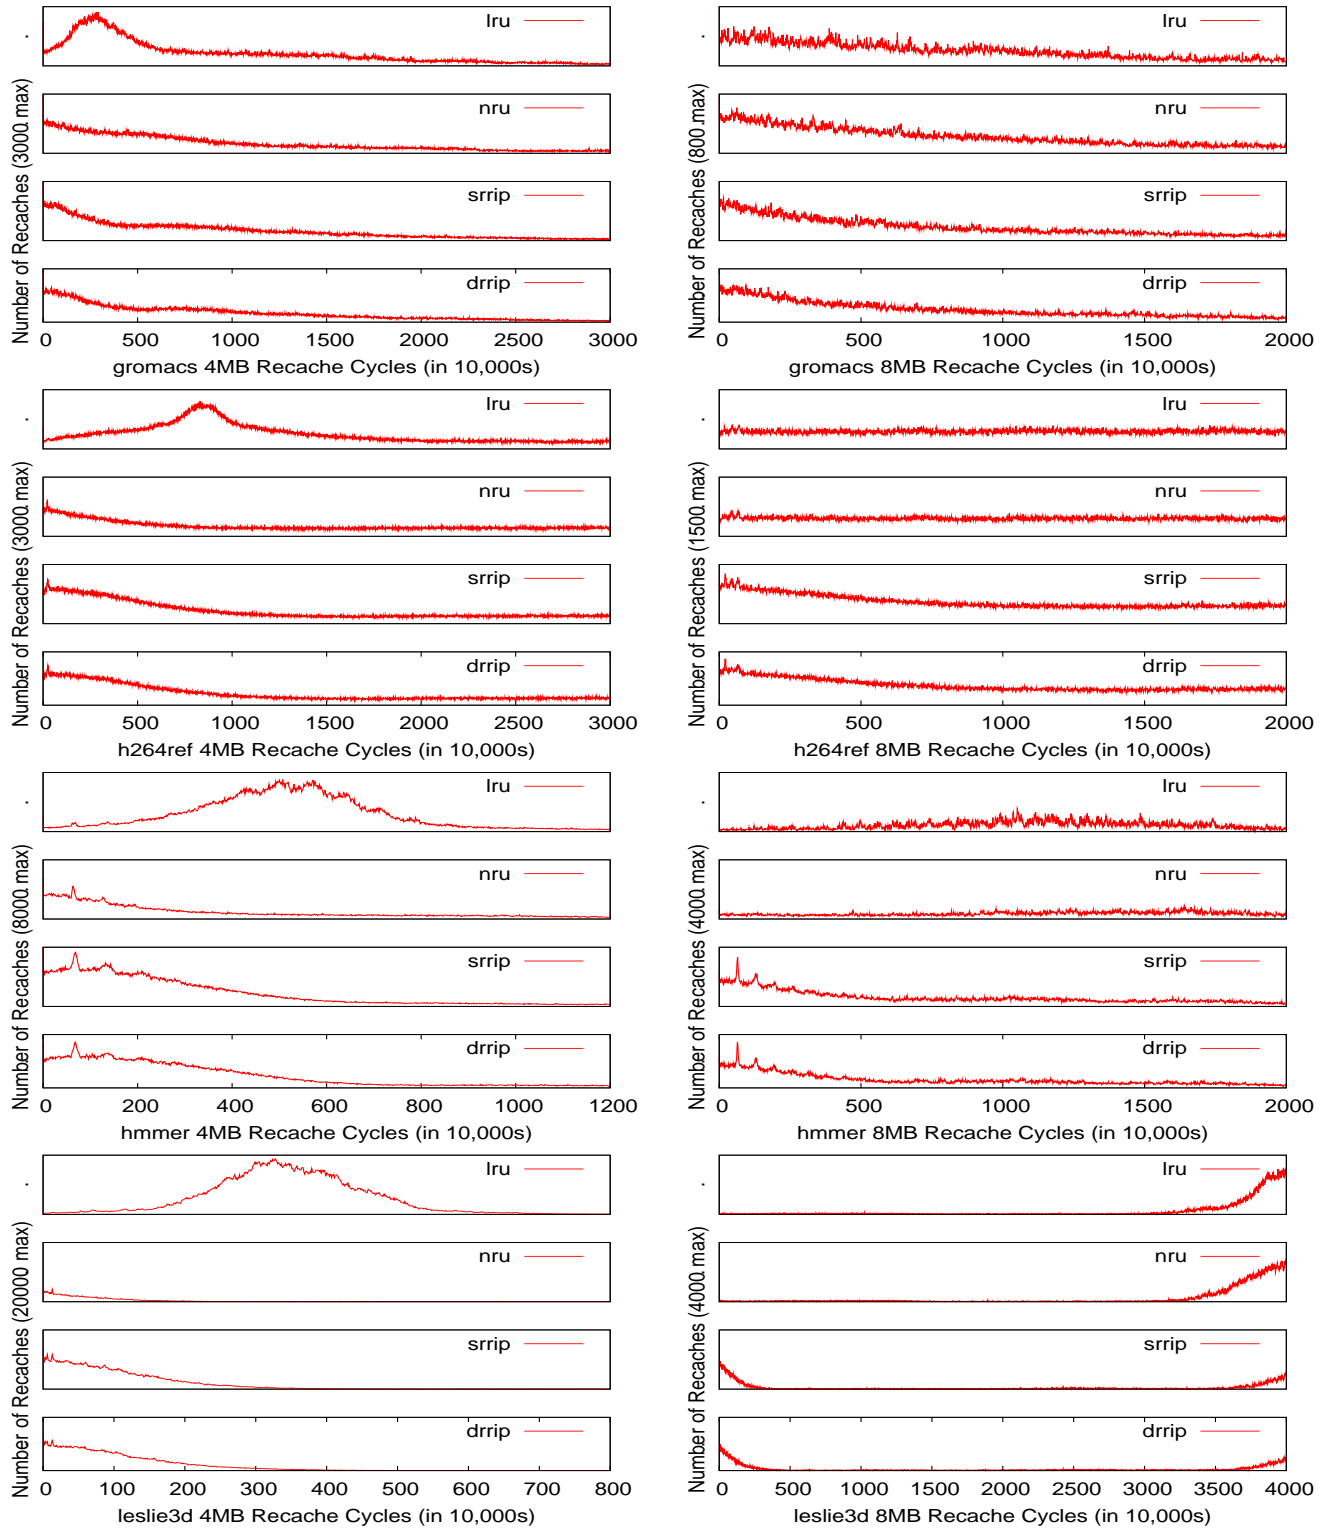 Number of Recaches (3000 max)
lru
nru
srrip
drrip
0 500 1000 1500 2000 2500 3000
gromacs 4MB Recache Cycles (in 10,000s)
Number of Recaches (800 max)
lru
nru
srrip
drrip
0 500 1000 1500 2000
gromacs 8MB Recache Cycles (in 10,000s)
Number of Recaches (3000 max)
lru
nru
srrip
drrip
0 500 1000 1500 2000 2500 3000
h264ref 4MB Recache Cycles (in 10,000s)
Number of Recaches (1500 max)
lru
nru
srrip
drrip
0 500 1000 1500 2000
h264ref 8MB Recache Cycles (in 10,000s)
Number of Recaches (8000 max)
lru
nru
srrip
drrip
0 200 400 600 800 1000 1200
hmmer 4MB Recache Cycles (in 10,000s)
Number of Recaches (4000 max)
lru
nru
srrip
drrip
0 500 1000 1500 2000
hmmer 8MB Recache Cycles (in 10,000s)
Number of Recaches (20000 max)
lru
nru
srrip
drrip
0 100 200 300 400 500 600 700 800
leslie3d 4MB Recache Cycles (in 10,000s)
Number of Recaches (4000 max)
lru
nru
srrip
drrip
0 500 1000 1500 2000 2500 3000 3500 4000
leslie3d 8MB Recache Cycles (in 10,000s)